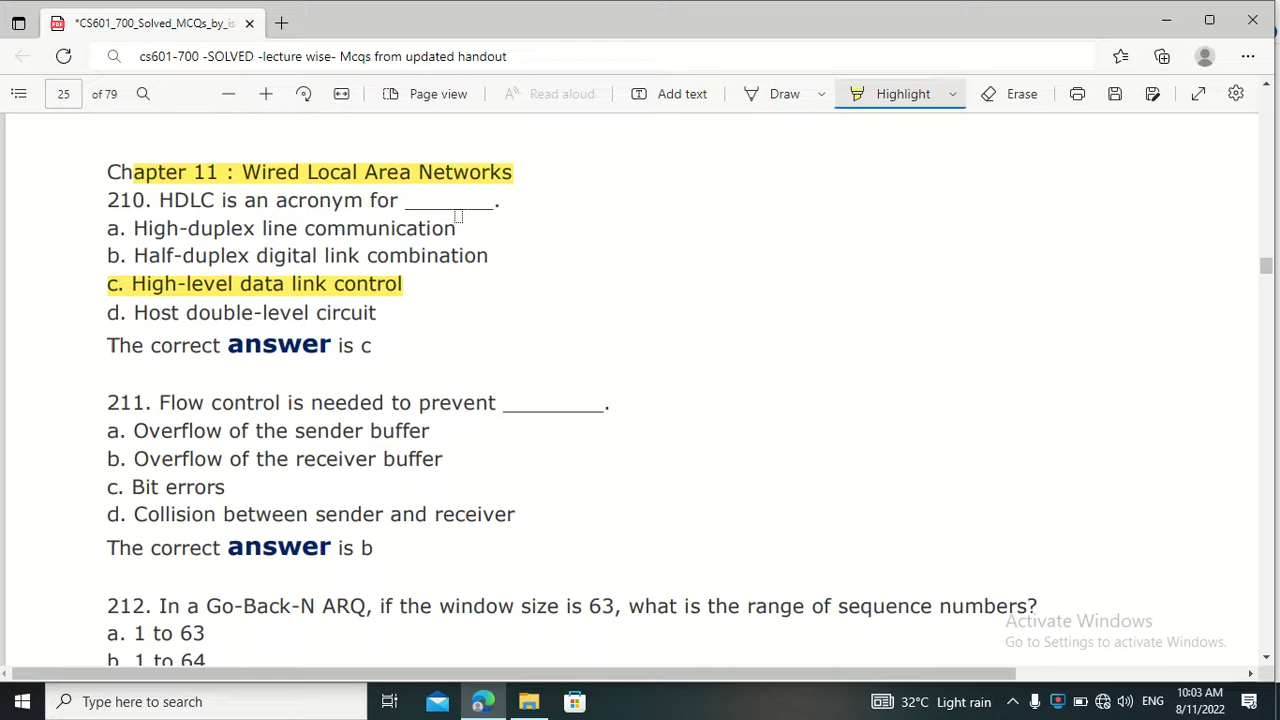 *CS601_700_Solved_MCQs_by_is
cs601-700 -SOLVED -lecture wise- Mcqs from updated handout
25 of 79 Page view Read aloud Add text Draw Highlight Erase
Chapter 11 : Wired Local Area Networks
210. HDLC is an acronym for _______.
a. High-duplex line communication
b. Half-duplex digital link combination
c. High-level data link control
d. Host double-level circuit
The correct answer is c
211. Flow control is needed to prevent ________.
a. Overflow of the sender buffer
b. Overflow of the receiver buffer
c. Bit errors
d. Collision between sender and receiver
The correct answer is b
212. In a Go-Back-N ARQ, if the window size is 63, what is the range of sequence numbers?
a. 1 to 63
b. 1 to 64
Activate Windows
Go to Settings to activate Windows.
Type here to search
32°C Light rain ENG
10:03 AM
8/11/2022